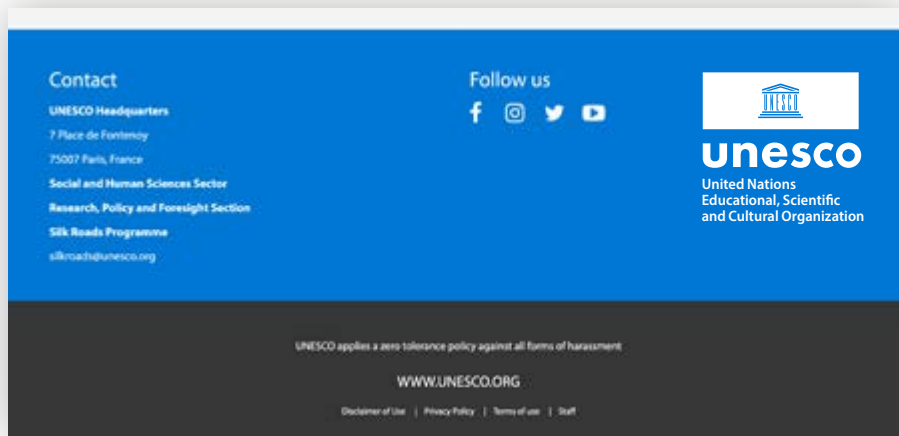 Contact
UNESCO Headquarters
7 Place de Fontenoy
75007 Paris, France
Social and Human Sciences Sector
Research, Policy and Foresight Section
Silk Roads Programme
silkroads@unesco.org
Follow us
UNESCO
unesco
United Nations
Educational, Scientific
and Cultural Organization
UNESCO applies a zero tolerance policy against all forms of harassment
WWW.UNESCO.ORG
Disclaimer of Use | Privacy Policy | Terms of use | Staff